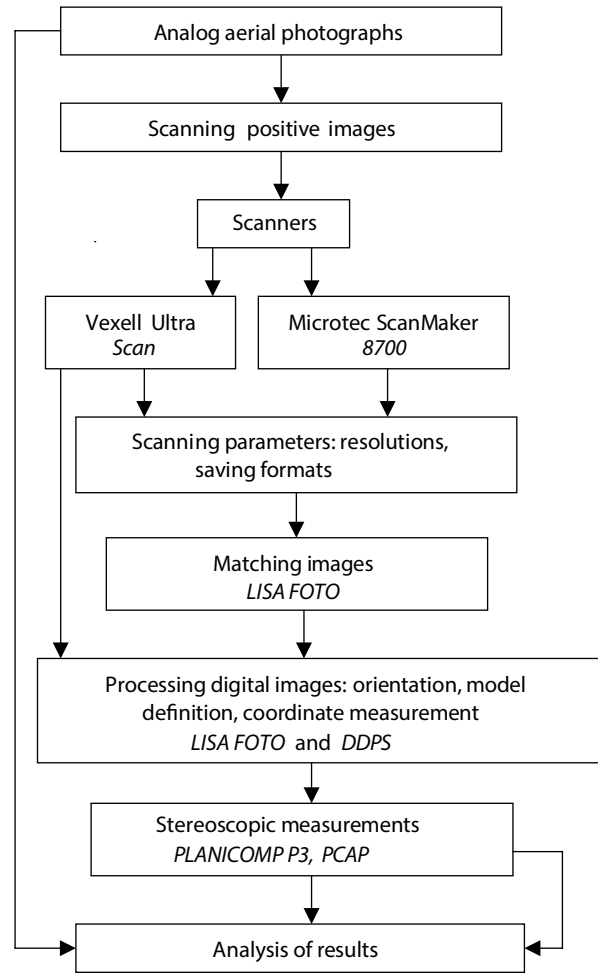 Analog aerial photographs
Scanning positive images
Scanners
Vexell Ultra
Scan
Microtec ScanMaker
8700
Scanning parameters: resolutions,
saving formats
Matching images
LISA FOTO
Processing digital images: orientation, model
definition, coordinate measurement
LISA FOTO and DDPS
Stereoscopic measurements
PLANICOMP P3, PCAP
Analysis of results